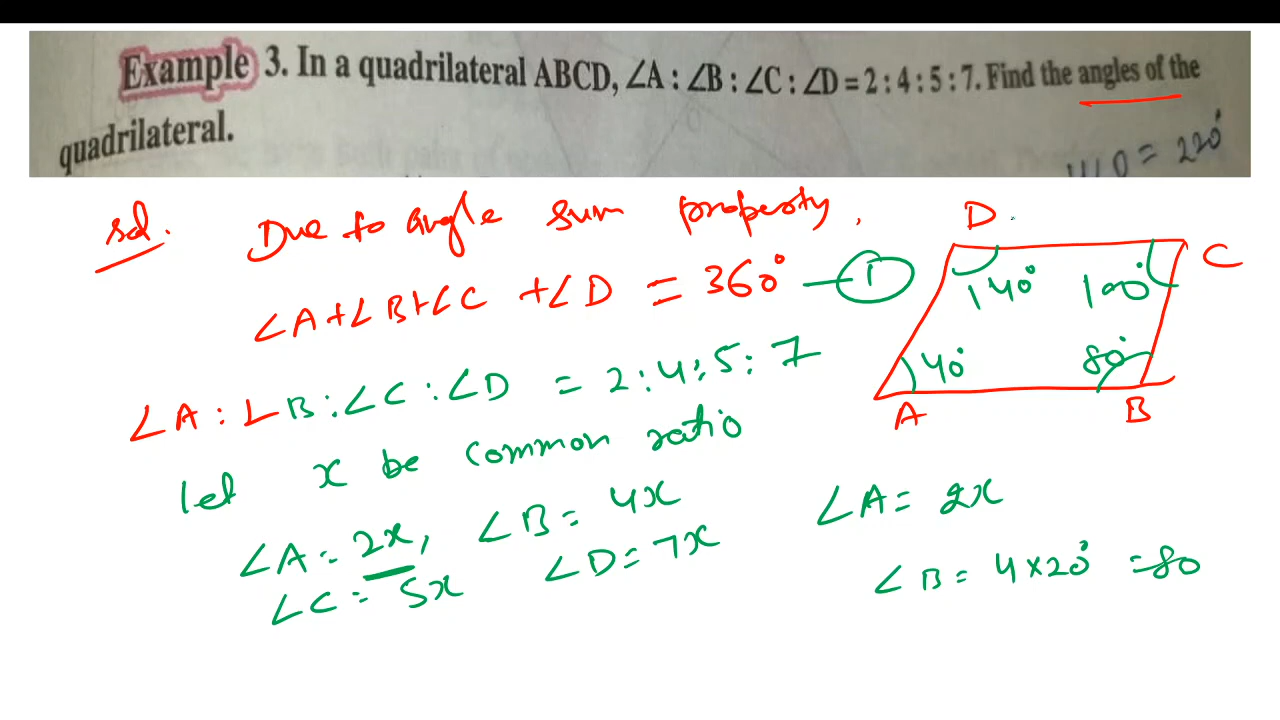 Example 3. In a quadrilateral ABCD, ∠A : ∠B : ∠C : ∠D = 2 : 4 : 5 : 7. Find the angles of the
quadrilateral.
= 220°
sol. Due to angle sum property,
∠A+∠B+∠C +∠D = 360° — 1
∠A : ∠B : ∠C : ∠D = 2 : 4 : 5 : 7
let x be common ratio
∠A = 2x, ∠B = 4x
∠C = 5x ∠D = 7x
D
C
140° 100°
40° 80°
A B
∠A = 2x
∠B = 4 × 20° = 80